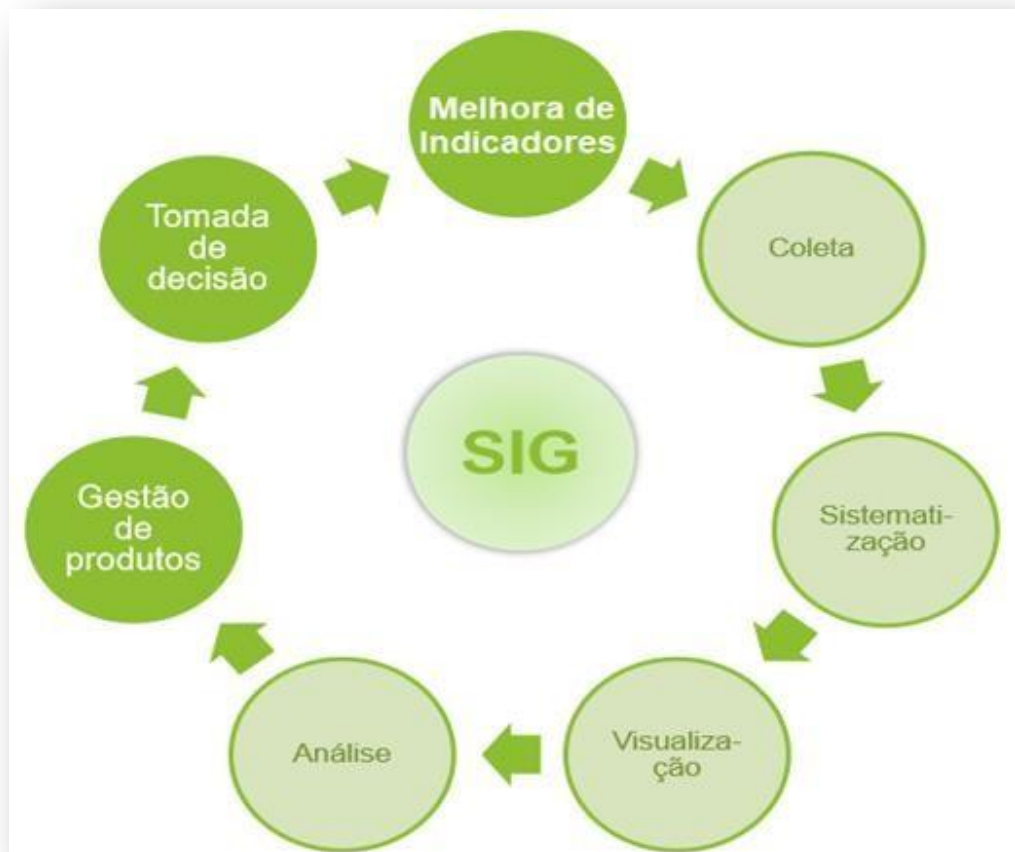 Melhora de
Indicadores
Coleta
Sistemati-
zação
Visualiza-
ção
Análise
Gestão
de
produtos
Tomada
de
decisão
SIG